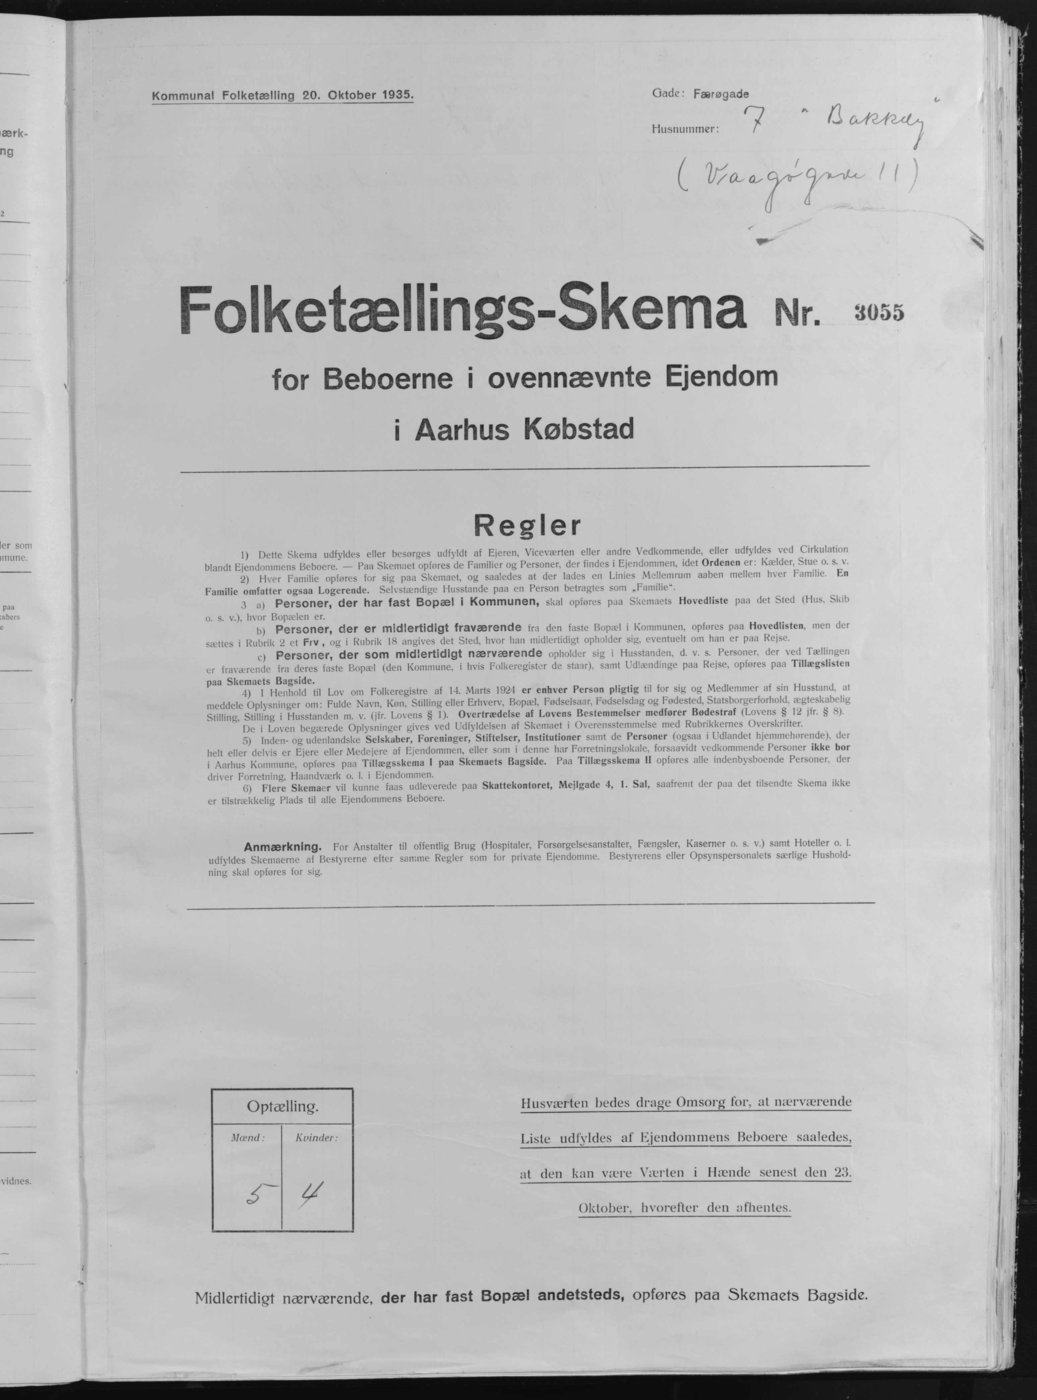 ærk-
ng
2
ler som
mune.
paa
tabers
e
vidnes.
Kommunal Folketælling 20. Oktober 1935.
Gade: Færøgade
Husnummer: 7 "Bakkely"
(Vaagøgade 11)
Folketællings-Skema Nr. 3055
for Beboerne i ovennævnte Ejendom
i Aarhus Købstad
Regler
1) Dette Skema udfyldes eller besørges udfyldt af Ejeren, Viceværten eller andre Vedkommende, eller udfyldes ved Cirkulation
blandt Ejendommens Beboere. — Paa Skemaet opføres de Familier og Personer, der findes i Ejendommen, idet Ordenen er: Kælder, Stue o. s. v.
2) Hver Familie opføres for sig paa Skemaet, og saaledes at der lades en Linies Mellemrum aaben mellem hver Familie. En
Familie omfatter ogsaa Logerende. Selvstændige Husstande paa en Person betragtes som „Familie“.
3 a) Personer, der har fast Bopæl i Kommunen, skal opføres paa Skemaets Hovedliste paa det Sted (Hus, Skib
o. s. v.), hvor Bopælen er.
b) Personer, der er midlertidigt fraværende fra den faste Bopæl i Kommunen, opføres paa Hovedlisten, men der
sættes i Rubrik 2 et Frv, og i Rubrik 18 angives det Sted, hvor han midlertidigt opholder sig, eventuelt om han er paa Rejse.
c) Personer, der som midlertidigt nærværende opholder sig i Husstanden, d. v. s. Personer, der ved Tællingen
er fraværende fra deres faste Bopæl (den Kommune, i hvis Folkeregister de staar), samt Udlændinge paa Rejse, opføres paa Tillægslisten
paa Skemaets Bagside.
4) I Henhold til Lov om Folkeregistre af 14. Marts 1924 er enhver Person pligtig til for sig og Medlemmer af sin Husstand, at
meddele Oplysninger om: Fulde Navn, Køn, Stilling eller Erhverv, Bopæl, Fødselsaar, Fødselsdag og Fødested, Statsborgerforhold, ægteskabelig
Stilling, Stilling i Husstanden m. v. (jfr. Lovens § 1). Overtrædelse af Lovens Bestemmelser medfører Bødestraf (Lovens § 12 jfr. § 8).
De i Loven begærede Oplysninger gives ved Udfyldelsen af Skemaet i Overensstemmelse med Rubrikkernes Overskrifter.
5) Inden- og udenlandske Selskaber, Foreninger, Stiftelser, Institutioner samt de Personer (ogsaa i Udlandet hjemmehørende), der
helt eller delvis er Ejere eller Medejere af Ejendommen, eller som i denne har Forretningslokale, forsaavidt vedkommende Personer ikke bor
i Aarhus Kommune, opføres paa Tillægsskema I paa Skemaets Bagside. Paa Tillægsskema II opføres alle indenbysboende Personer, der
driver Forretning, Haandværk o. l. i Ejendommen.
6) Flere Skemaer vil kunne faas udleverede paa Skattekontoret, Mejlgade 4, 1. Sal, saafremt der paa det tilsendte Skema ikke
er tilstrækkelig Plads til alle Ejendommens Beboere.
Anmærkning. For Anstalter til offentlig Brug (Hospitaler, Forsørgelsesanstalter, Fængsler, Kaserner o. s. v.) samt Hoteller o. l.
udfyldes Skemaerne af Bestyrerne efter samme Regler som for private Ejendomme. Bestyrerens eller Opsynspersonalets særlige Hushold-
ning skal opføres for sig.
Optælling.
Mænd: Kvinder:
5 4
Husværten bedes drage Omsorg for, at nærværende
Liste udfyldes af Ejendommens Beboere saaledes,
at den kan være Værten i Hænde senest den 23.
Oktober, hvorefter den afhentes.
Midlertidigt nærværende, der har fast Bopæl andetsteds, opføres paa Skemaets Bagside.